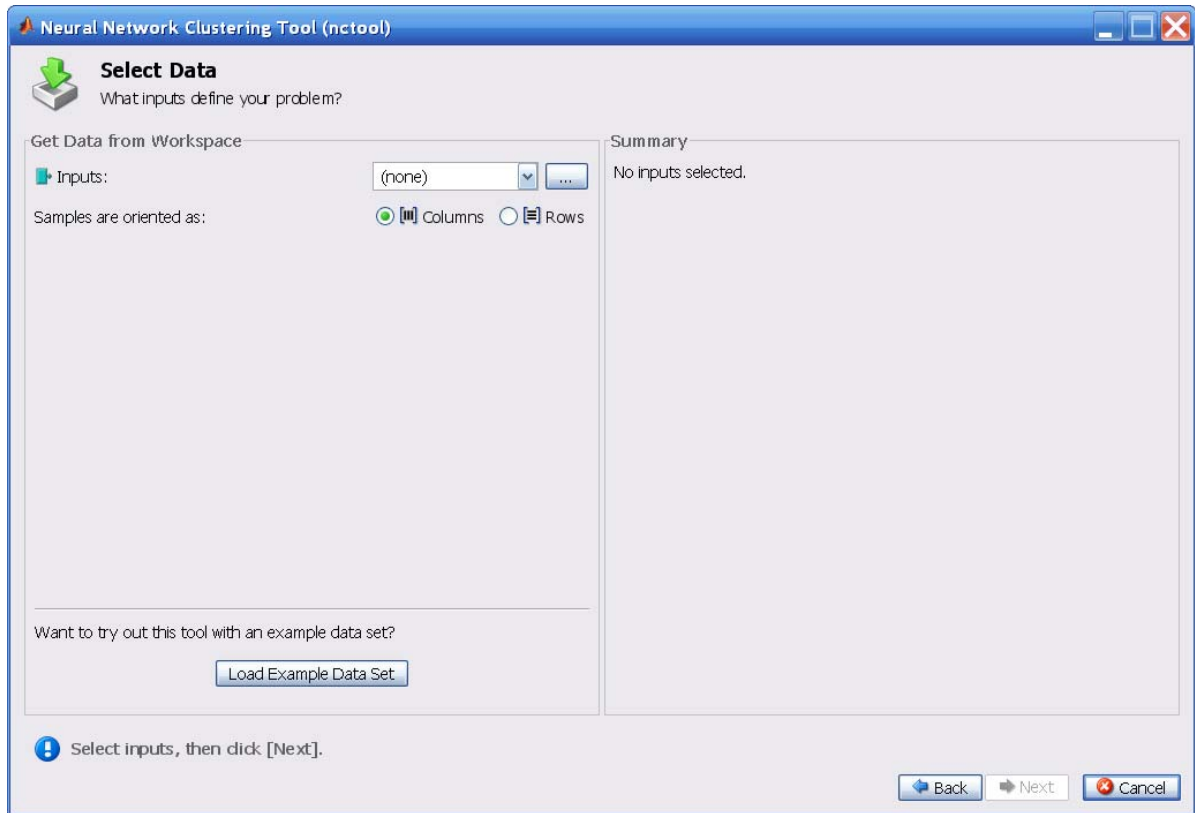 Neural Network Clustering Tool (nctool)
Select Data
What inputs define your problem?
Get Data from Workspace
Inputs:
(none)
...
Samples are oriented as:
Columns
Rows
Want to try out this tool with an example data set?
Load Example Data Set
Summary
No inputs selected.
Select inputs, then click [Next].
Back
Next
Cancel